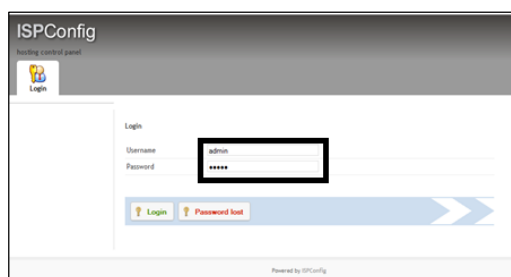 ISPConfig
hosting control panel
Login
Login
Username admin
Password •••••
Login Password lost
Powered by ISPConfig